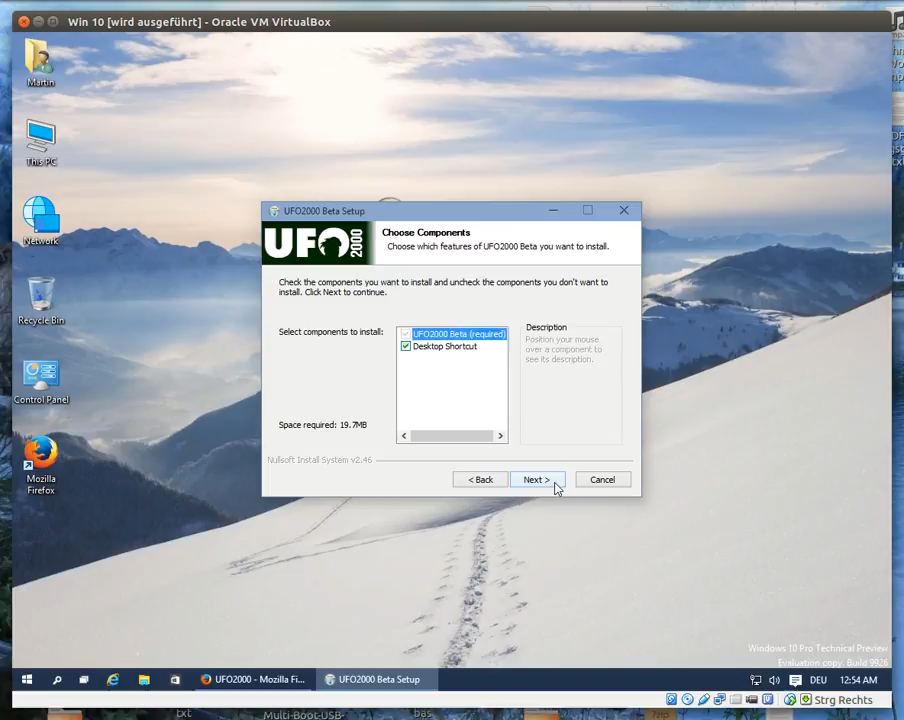 Win 10 [wird ausgeführt] - Oracle VM VirtualBox
Martin
This PC
Network
Recycle Bin
Control Panel
Mozilla
Firefox
UFO2000 Beta Setup
UFO
2000
Choose Components
Choose which features of UFO2000 Beta you want to install.
Check the components you want to install and uncheck the components you don't want to
install. Click Next to continue.
Select components to install:
UFO2000 Beta (required)
Desktop Shortcut
Description
Position your mouse
over a component to
see its description.
Space required: 19.7MB
Nullsoft Install System v2.46
< Back
Next >
Cancel
Windows 10 Pro Technical Preview
Evaluation copy. Build 9926
UFO2000 - Mozilla Fi...
UFO2000 Beta Setup
DEU
12:54 AM
Strg Rechts
txt
Multi-Boot-USB-
bas
7zip